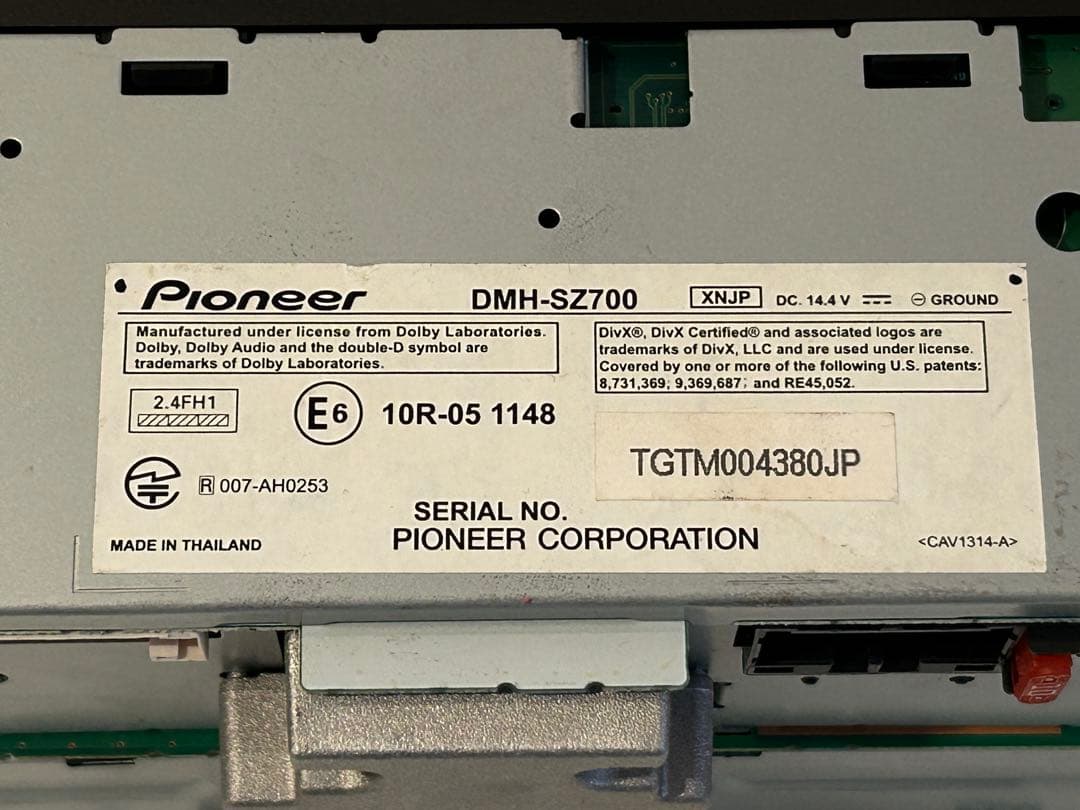 Pioneer DMH-SZ700 XNJP DC. 14.4 V ⎓ ⊖ GROUND
Manufactured under license from Dolby Laboratories.
Dolby, Dolby Audio and the double-D symbol are
trademarks of Dolby Laboratories.
DivX®, DivX Certified® and associated logos are
trademarks of DivX, LLC and are used under license.
Covered by one or more of the following U.S. patents:
8,731,369; 9,369,687; and RE45,052.
2.4FH1
E6 10R-05 1148
TGTM004380JP
R 007-AH0253
SERIAL NO.
MADE IN THAILAND PIONEER CORPORATION <CAV1314-A>